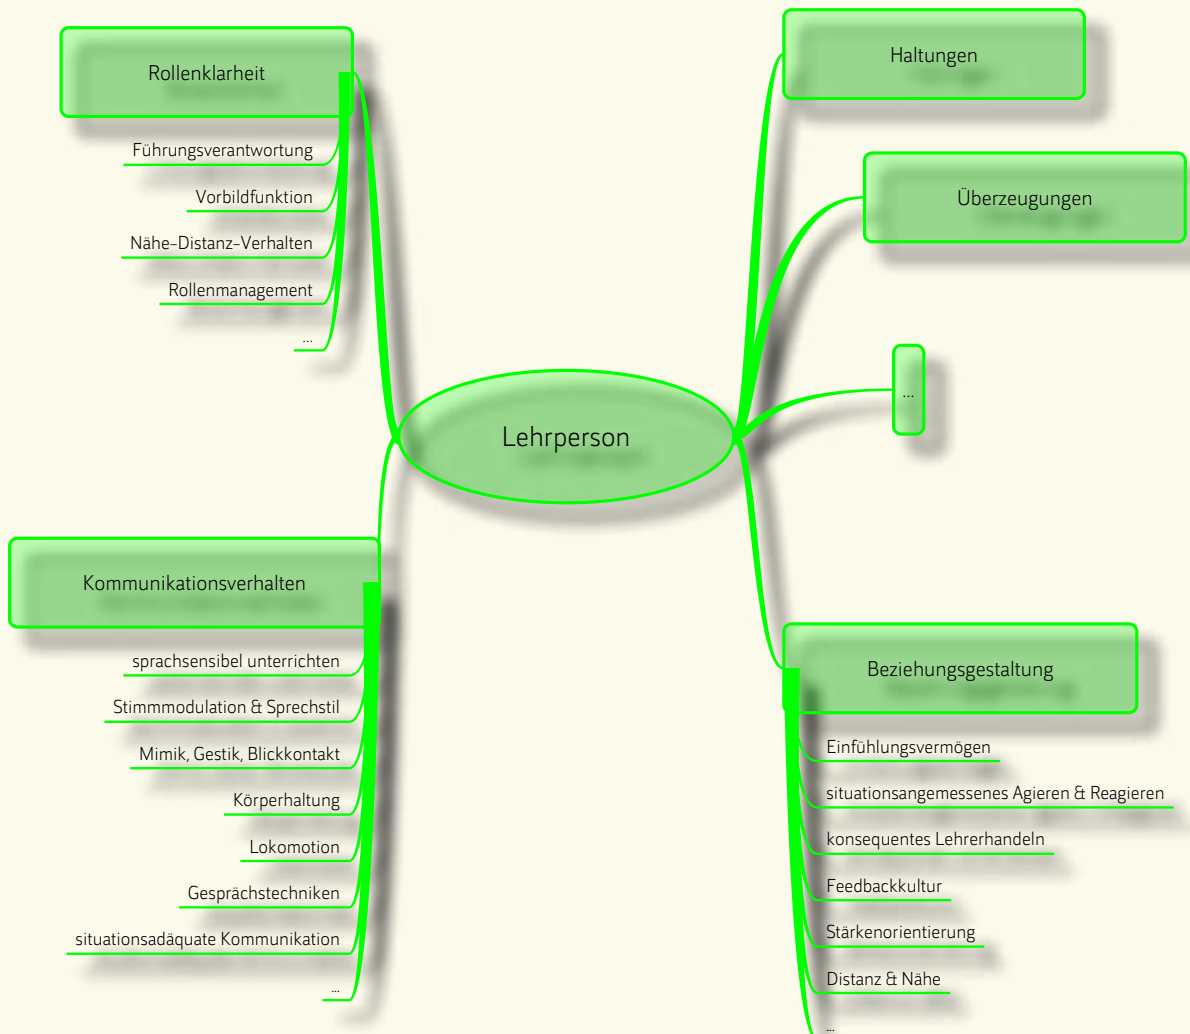 Rollenklarheit
Führungsverantwortung
Vorbildfunktion
Nähe-Distanz-Verhalten
Rollenmanagement
...
Haltungen
Überzeugungen
...
Lehrperson
Kommunikationsverhalten
sprachsensibel unterrichten
Stimmmodulation & Sprechstil
Mimik, Gestik, Blickkontakt
Körperhaltung
Lokomotion
Gesprächstechniken
situationsadäquate Kommunikation
...
Beziehungsgestaltung
Einfühlungsvermögen
situationsangemessenes Agieren & Reagieren
konsequentes Lehrerhandeln
Feedbackkultur
Stärkenorientierung
Distanz & Nähe
...